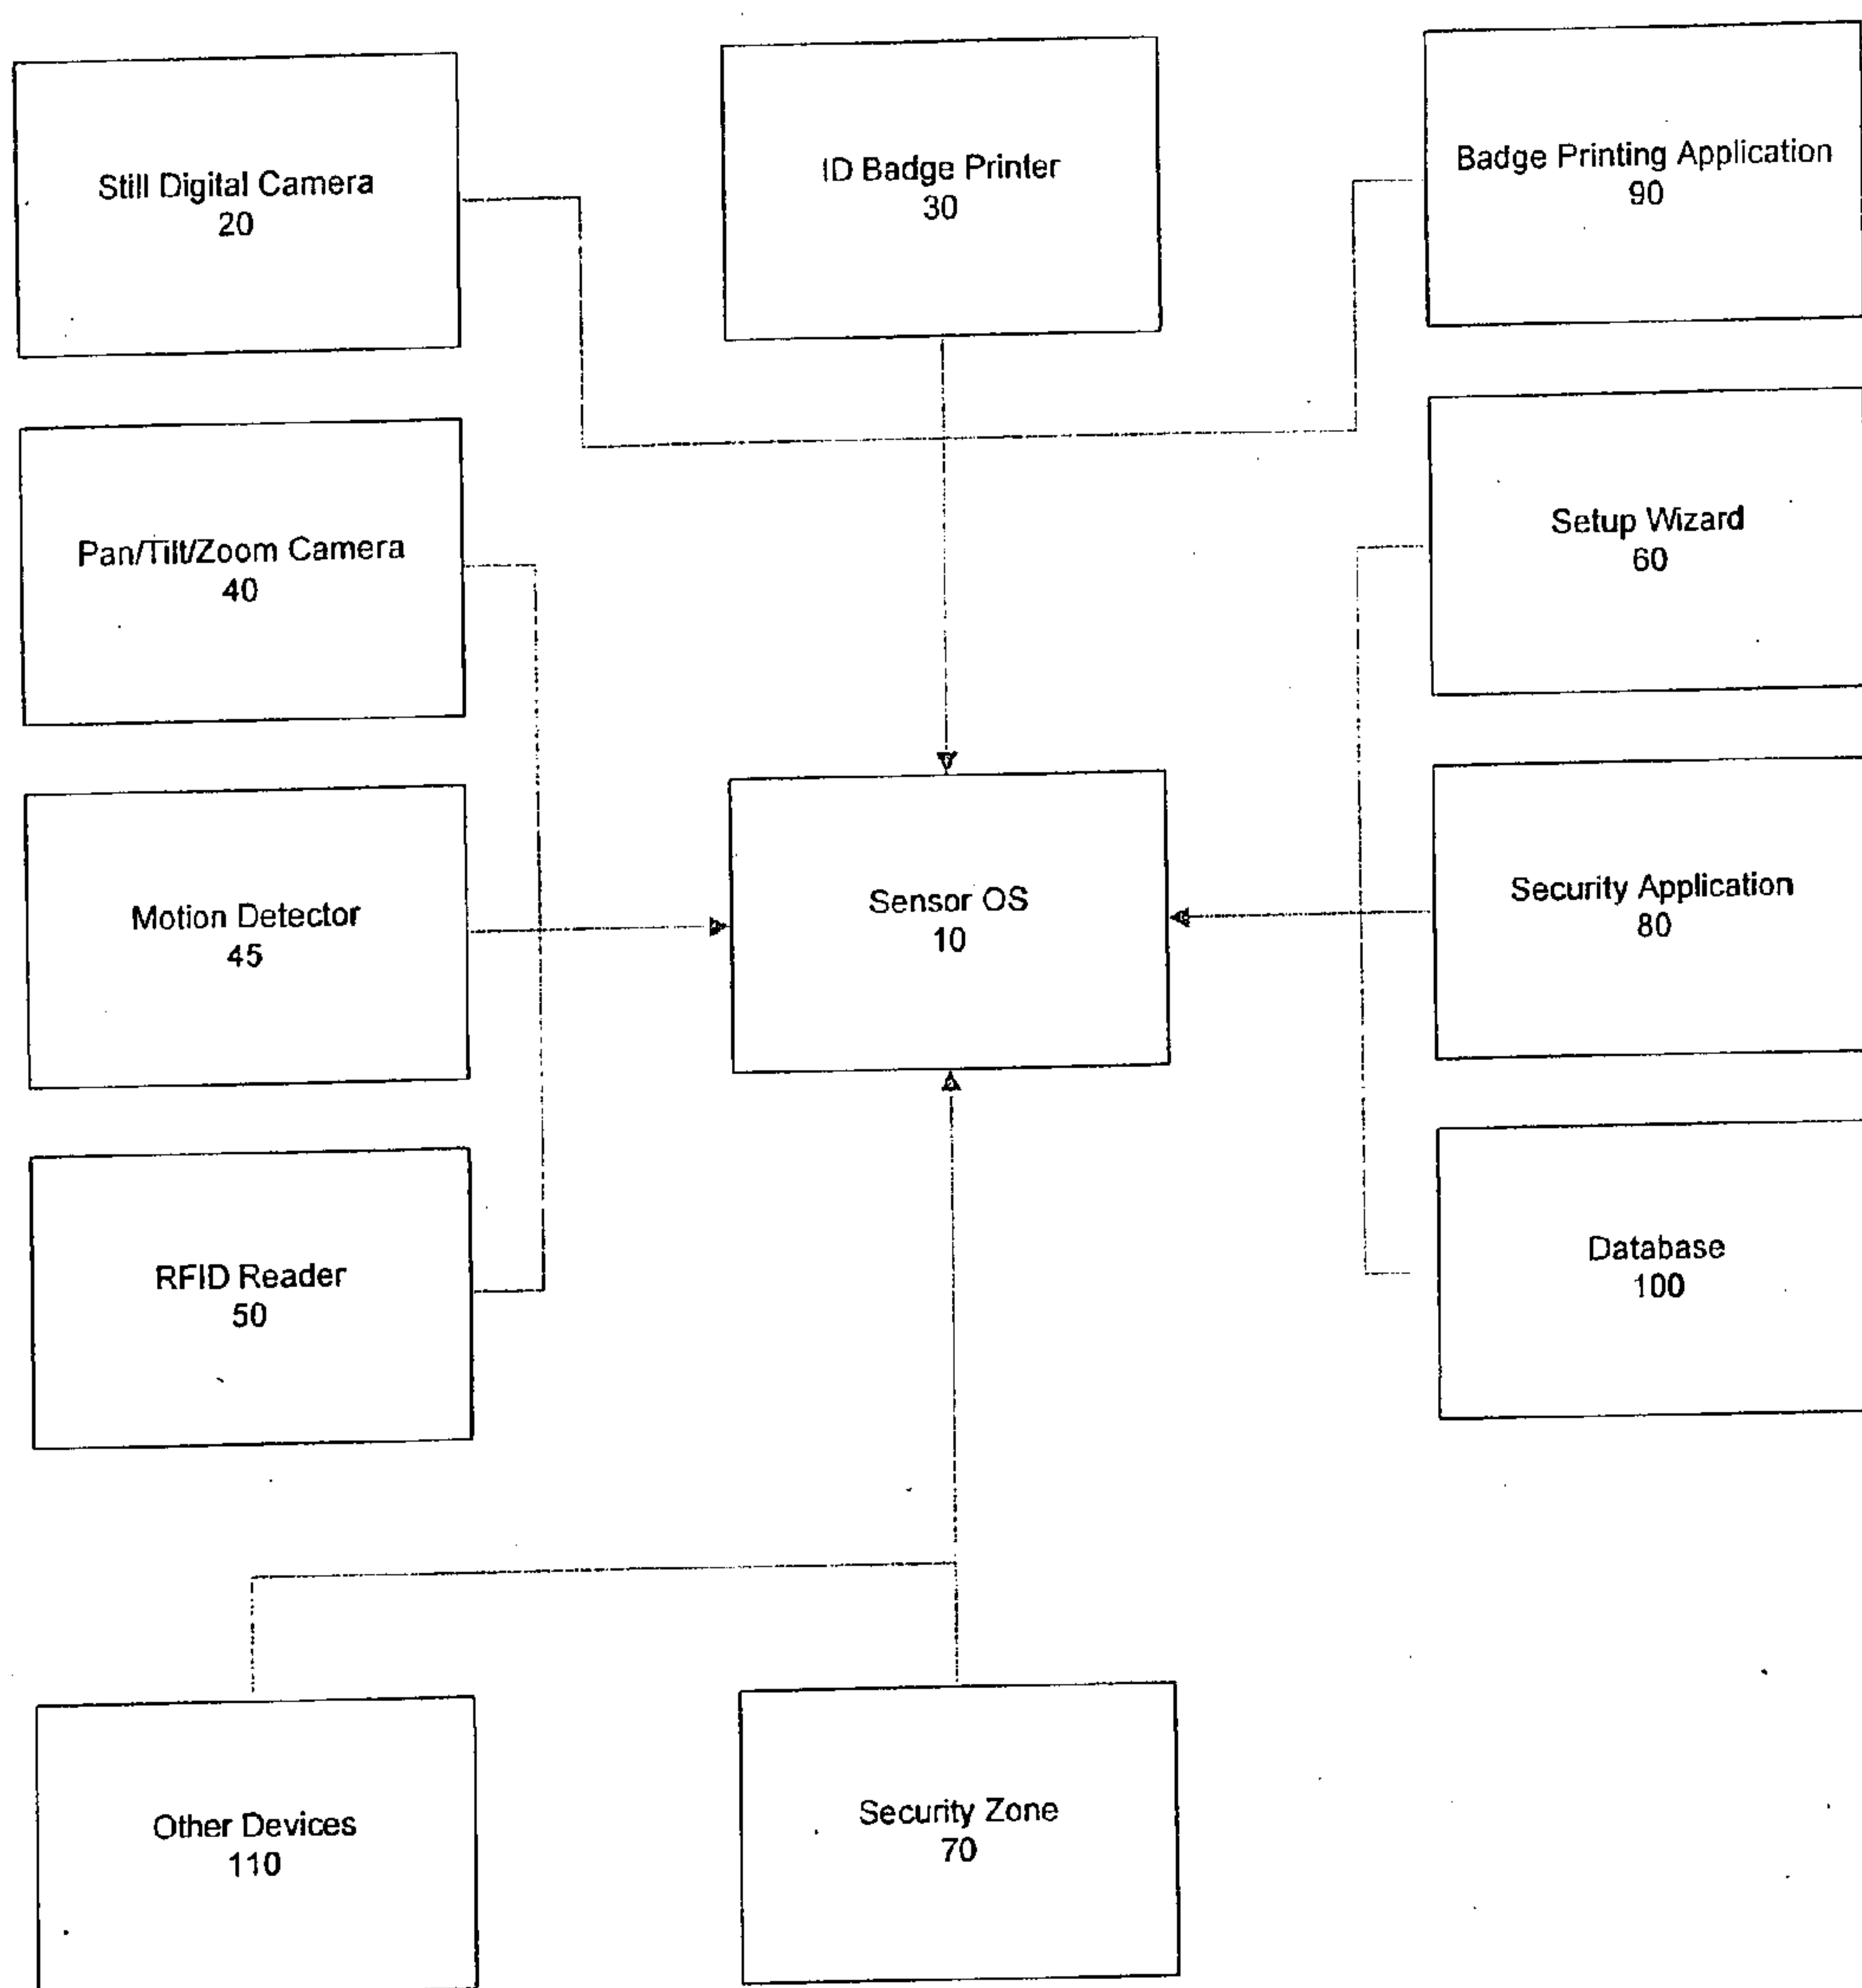 Still Digital Camera
20
ID Badge Printer
30
Badge Printing Application
90
Pan/Tilt/Zoom Camera
40
Setup Wizard
60
Motion Detector
45
Sensor OS
10
Security Application
80
RFID Reader
50
Database
100
Other Devices
110
Security Zone
70